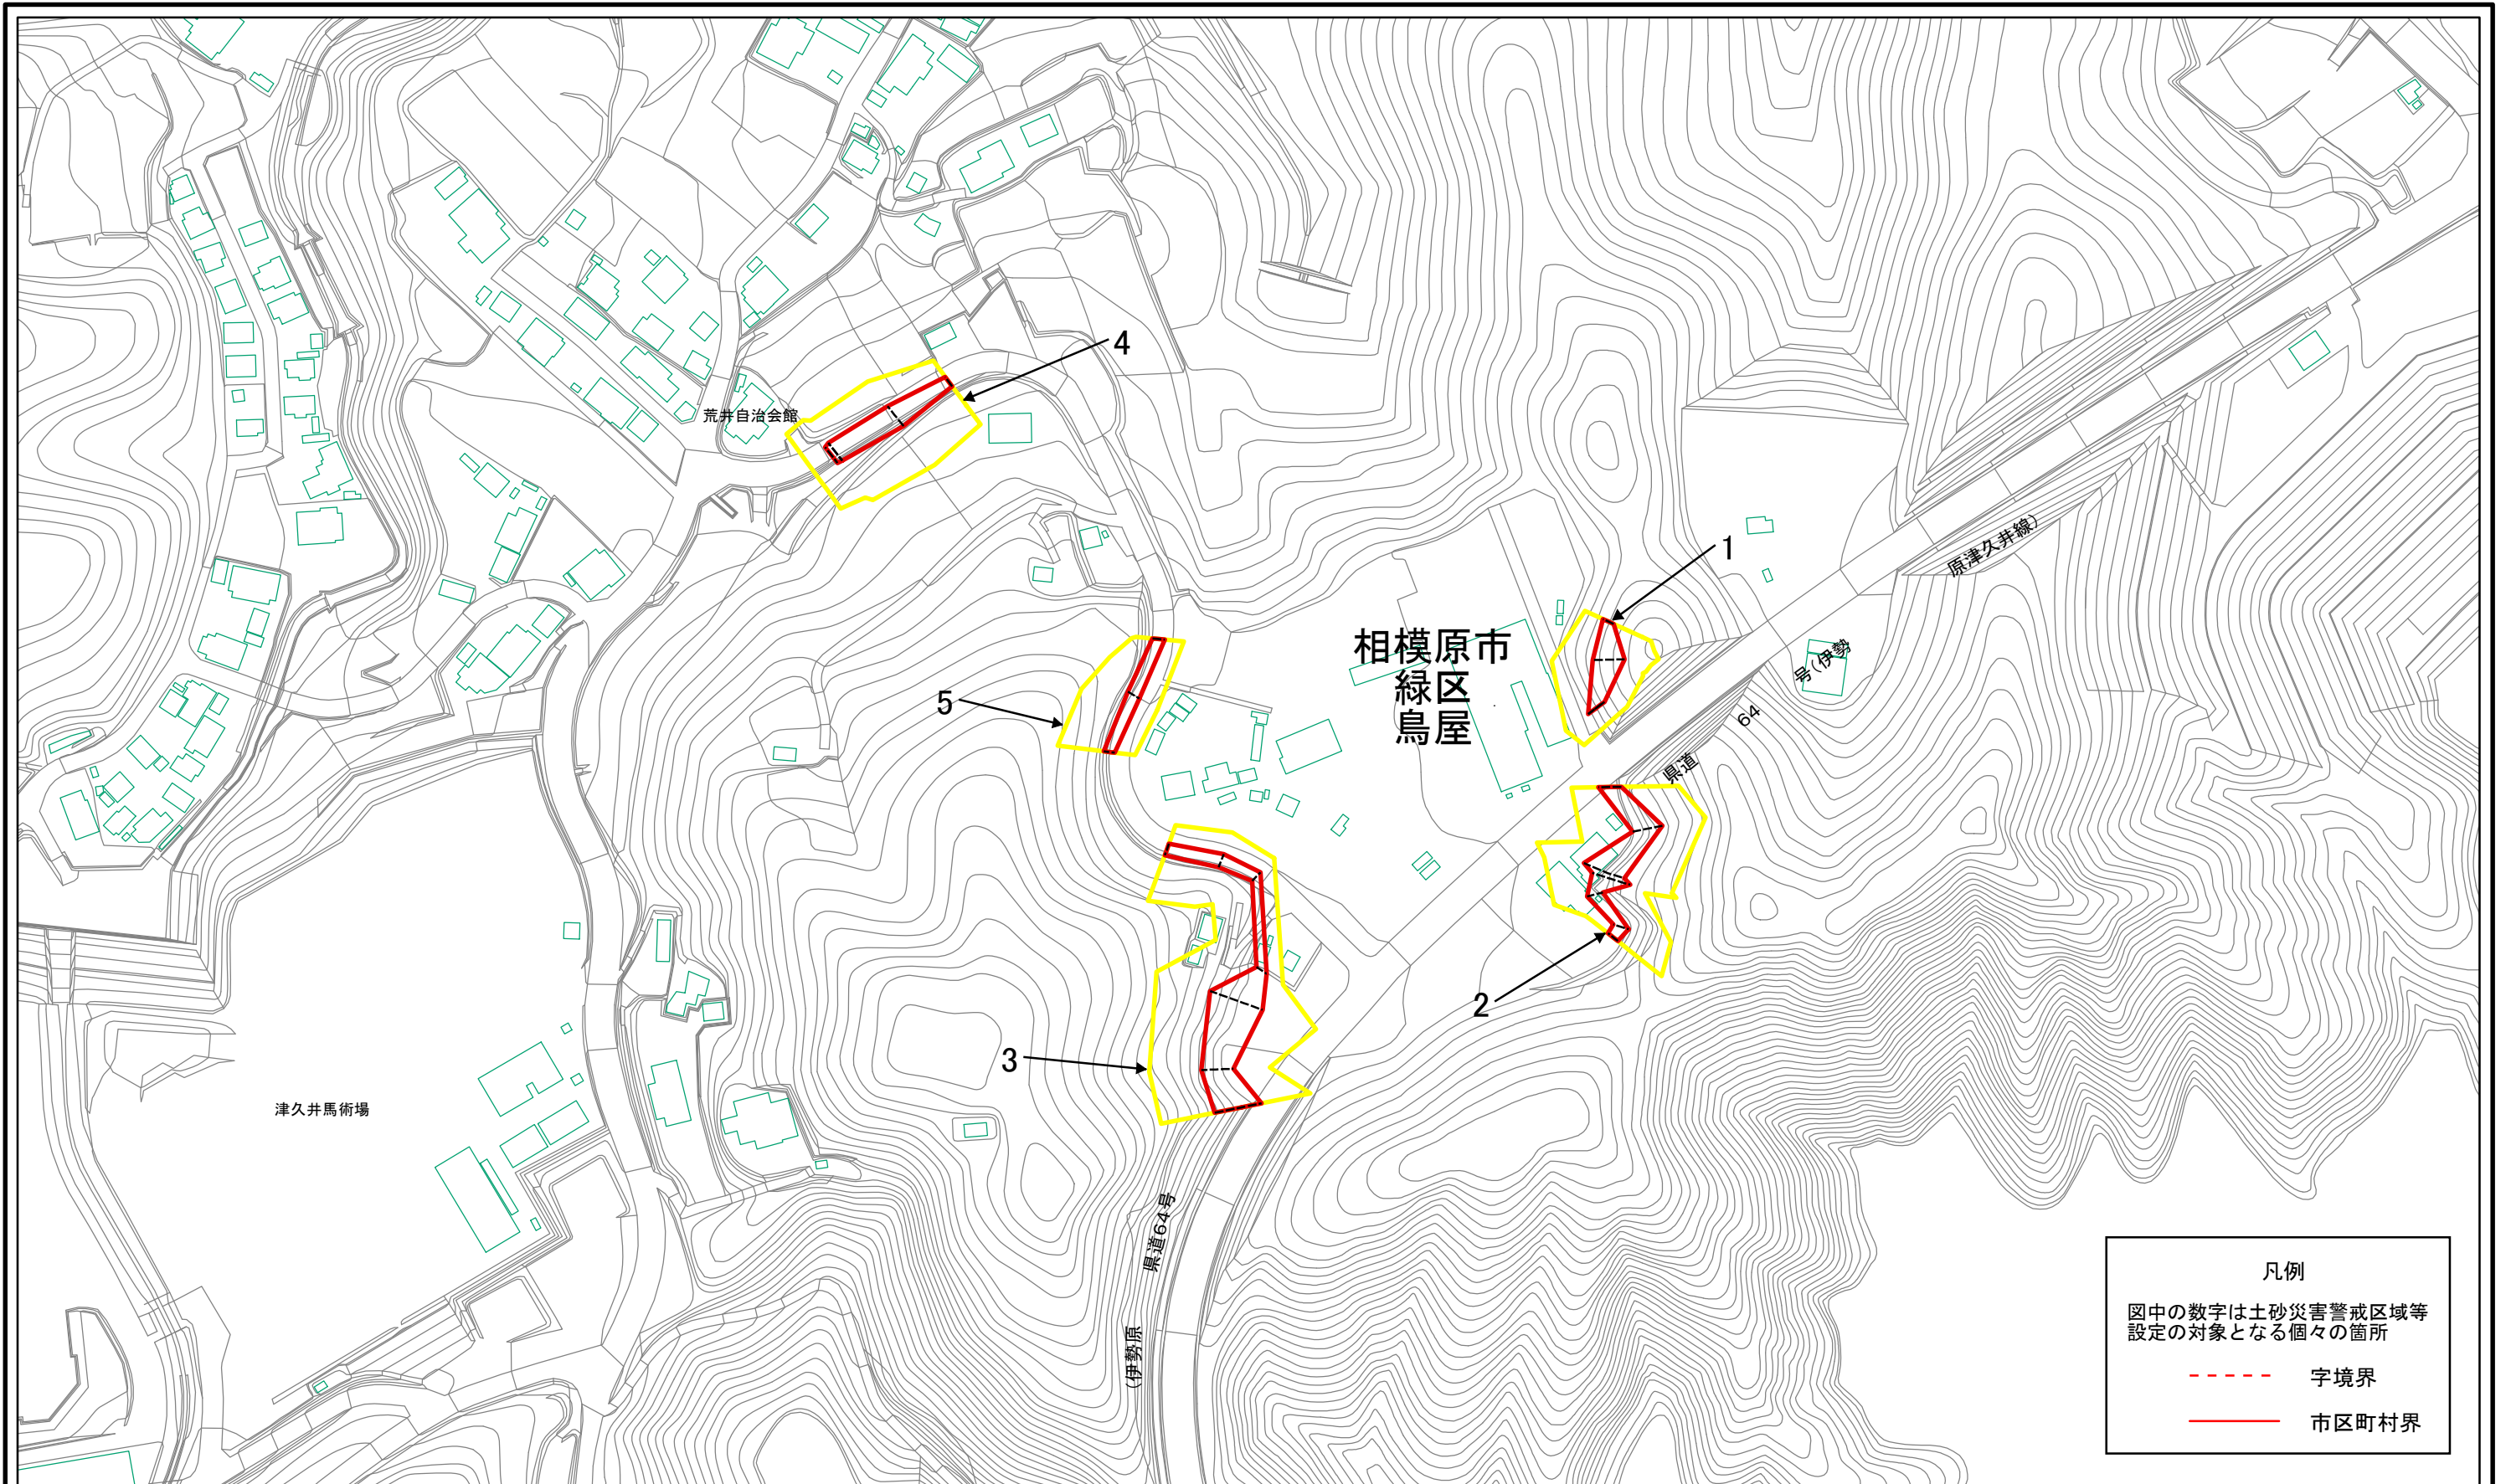 4
荒井自治会館
原津久井線)
1
相模原市
緑区
鳥屋
号(伊勢
5
64
県道
2
3
津久井馬術場
県道64号
(伊勢原
凡例
図中の数字は土砂災害警戒区域等
設定の対象となる個々の箇所
字境界
市区町村界